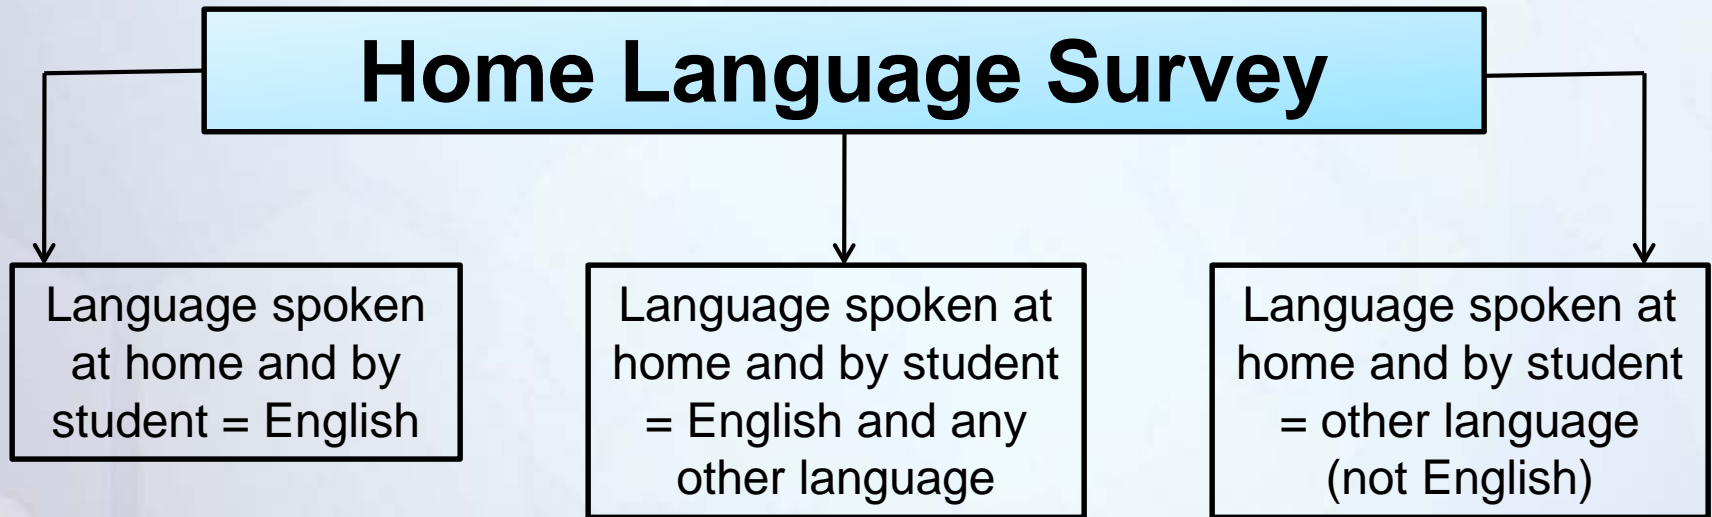 Home Language Survey
Language spoken
at home and by
student = English
Language spoken at
home and by student
= English and any
other language
Language spoken at
home and by student
= other language
(not English)